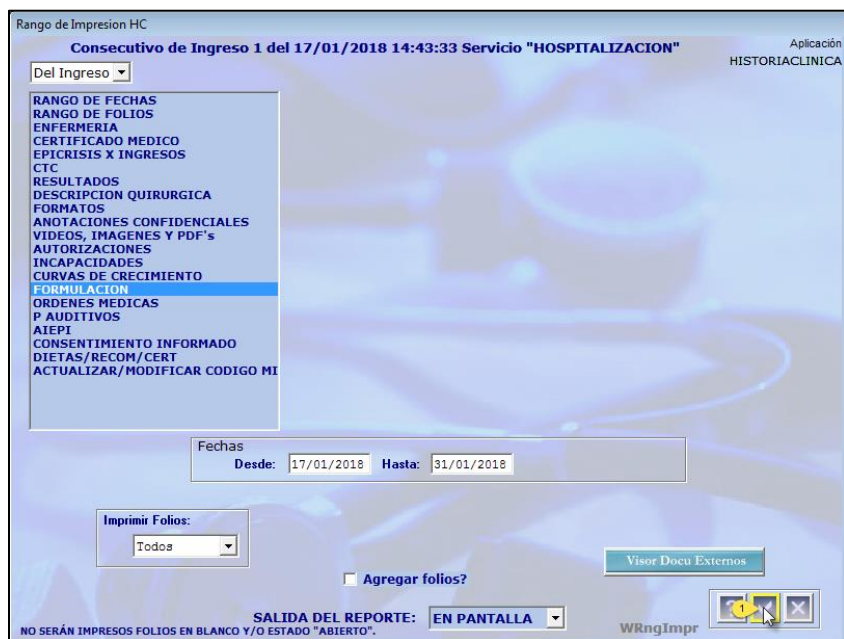 Rango de Impresion HC
Consecutivo de Ingreso 1 del 17/01/2018 14:43:33 Servicio "HOSPITALIZACION"
Aplicación
HISTORIACLINICA
Del Ingreso
RANGO DE FECHAS
RANGO DE FOLIOS
ENFERMERIA
CERTIFICADO MEDICO
EPICRISIS X INGRESOS
CTC
RESULTADOS
DESCRIPCION QUIRURGICA
FORMATOS
ANOTACIONES CONFIDENCIALES
VIDEOS, IMAGENES Y PDF's
AUTORIZACIONES
INCAPACIDADES
CURVAS DE CRECIMIENTO
FORMULACION
ORDENES MEDICAS
P AUDITIVOS
AIEPI
CONSENTIMIENTO INFORMADO
DIETAS/RECOM/CERT
ACTUALIZAR/MODIFICAR CODIGO MI
Fechas
Desde: 17/01/2018 Hasta: 31/01/2018
Imprimir Folios:
Todos
Visor Docu Externos
Agregar folios?
1
SALIDA DEL REPORTE: EN PANTALLA
WRngImpr
NO SERÁN IMPRESOS FOLIOS EN BLANCO Y/O ESTADO "ABIERTO".